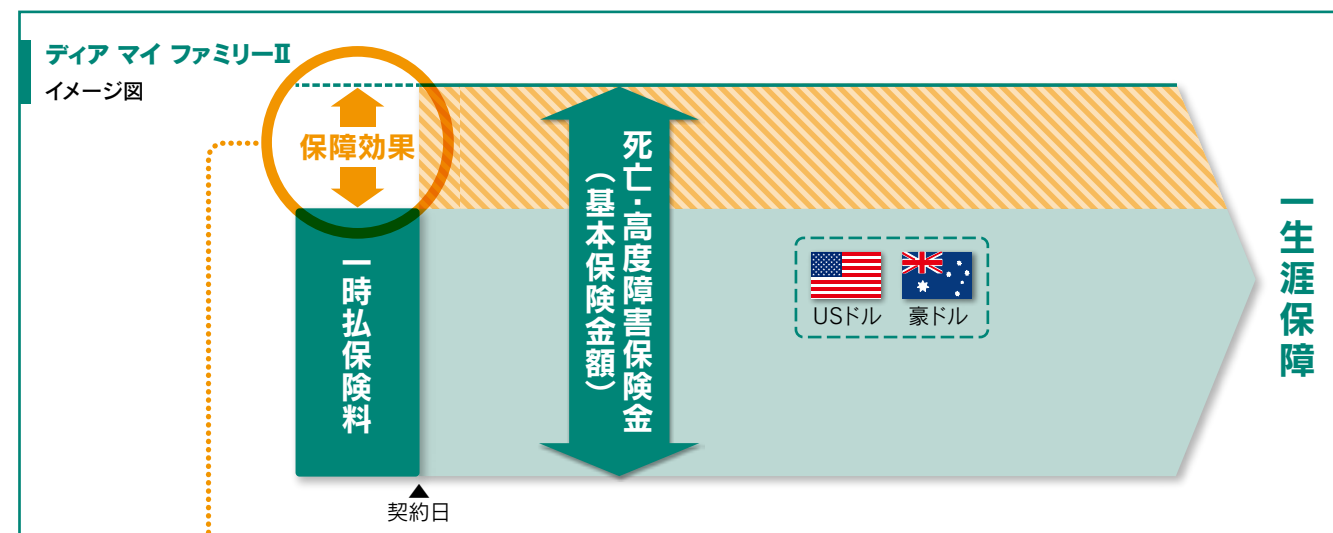 ディア マイ ファミリーⅡ
イメージ図
保障効果
一時払保険料
死亡・高度障害保険金
（基本保険金額）
USドル
豪ドル
一生涯保障
▲
契約日